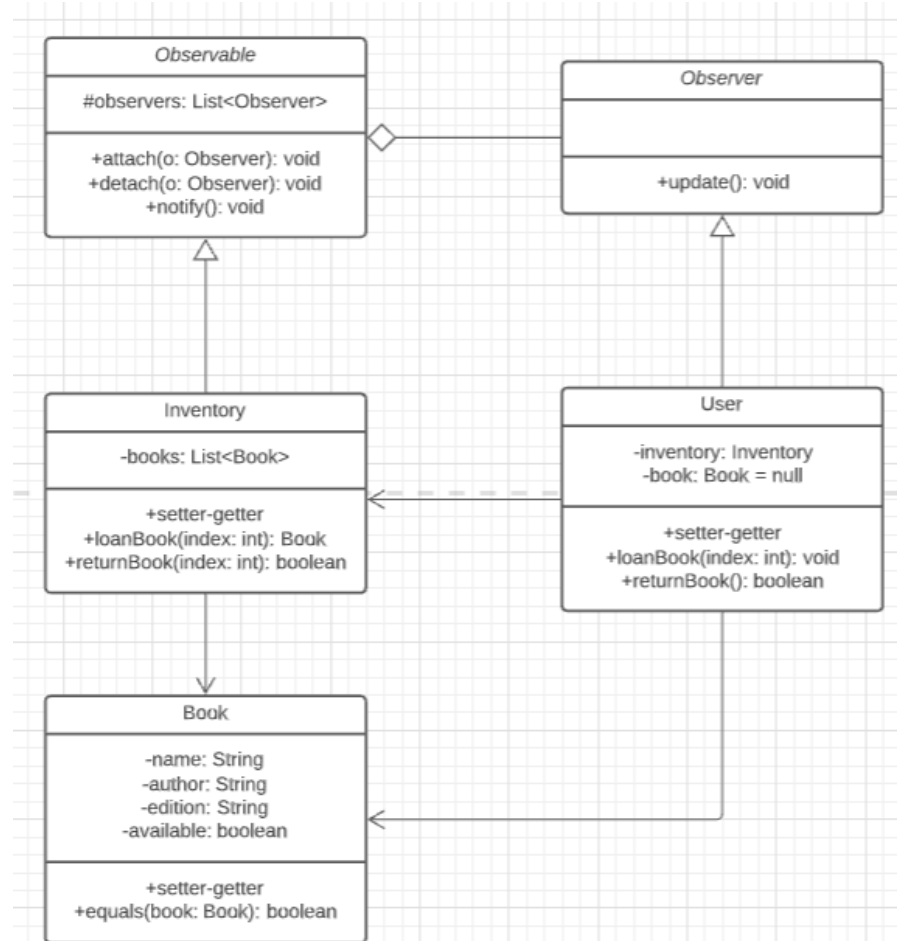 Observable
#observers: List<Observer>
+attach(o: Observer): void
+detach(o: Observer): void
+notify(): void
Observer
+update(): void
Inventory
-books: List<Book>
+setter-getter
+loanBook(index: int): Book
+returnBook(index: int): boolean
User
-inventory: Inventory
-book: Book = null
+setter-getter
+loanBook(index: int): void
+returnBook(): boolean
Book
-name: String
-author: String
-edition: String
-available: boolean
+setter-getter
+equals(book: Book): boolean